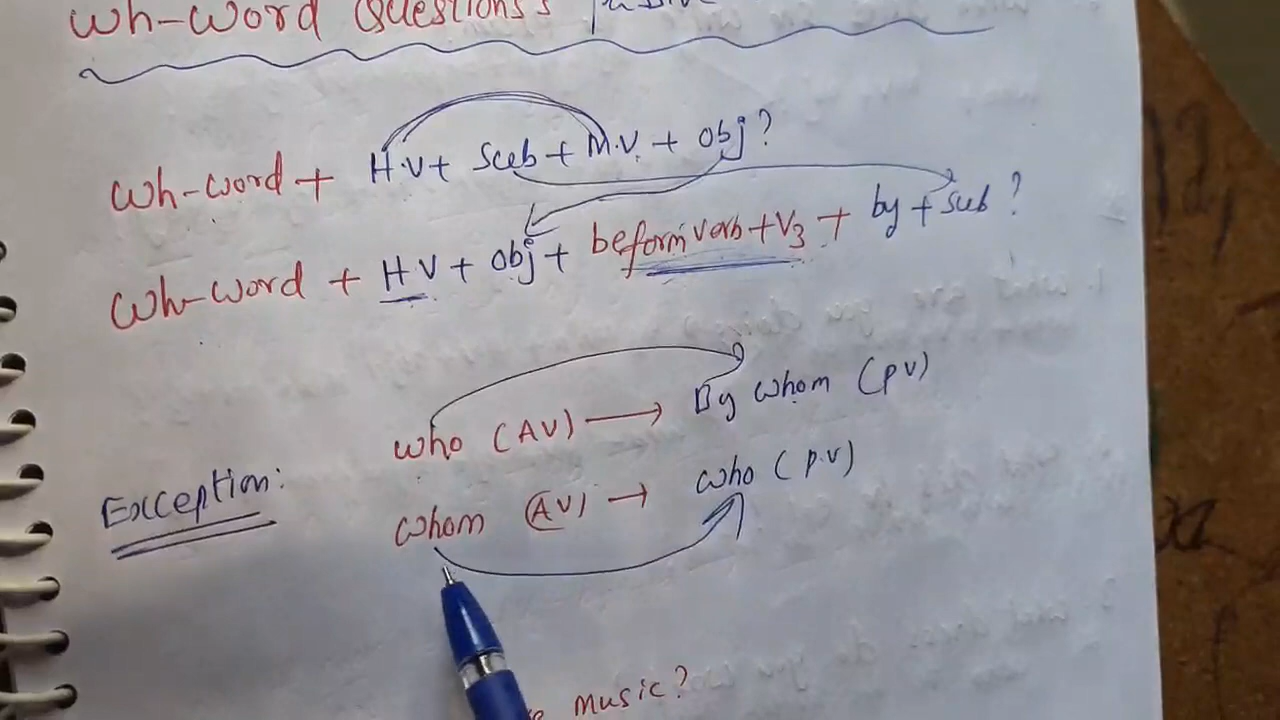 Wh-Word Questions:
Wh-word + H.V + Sub + M.V + Obj?
Wh-word + HV + Obj + beform verb + V3 + by + sub?
Exception:
who (AV) → By whom (PV)
whom (AV) → who (P.V)
music?